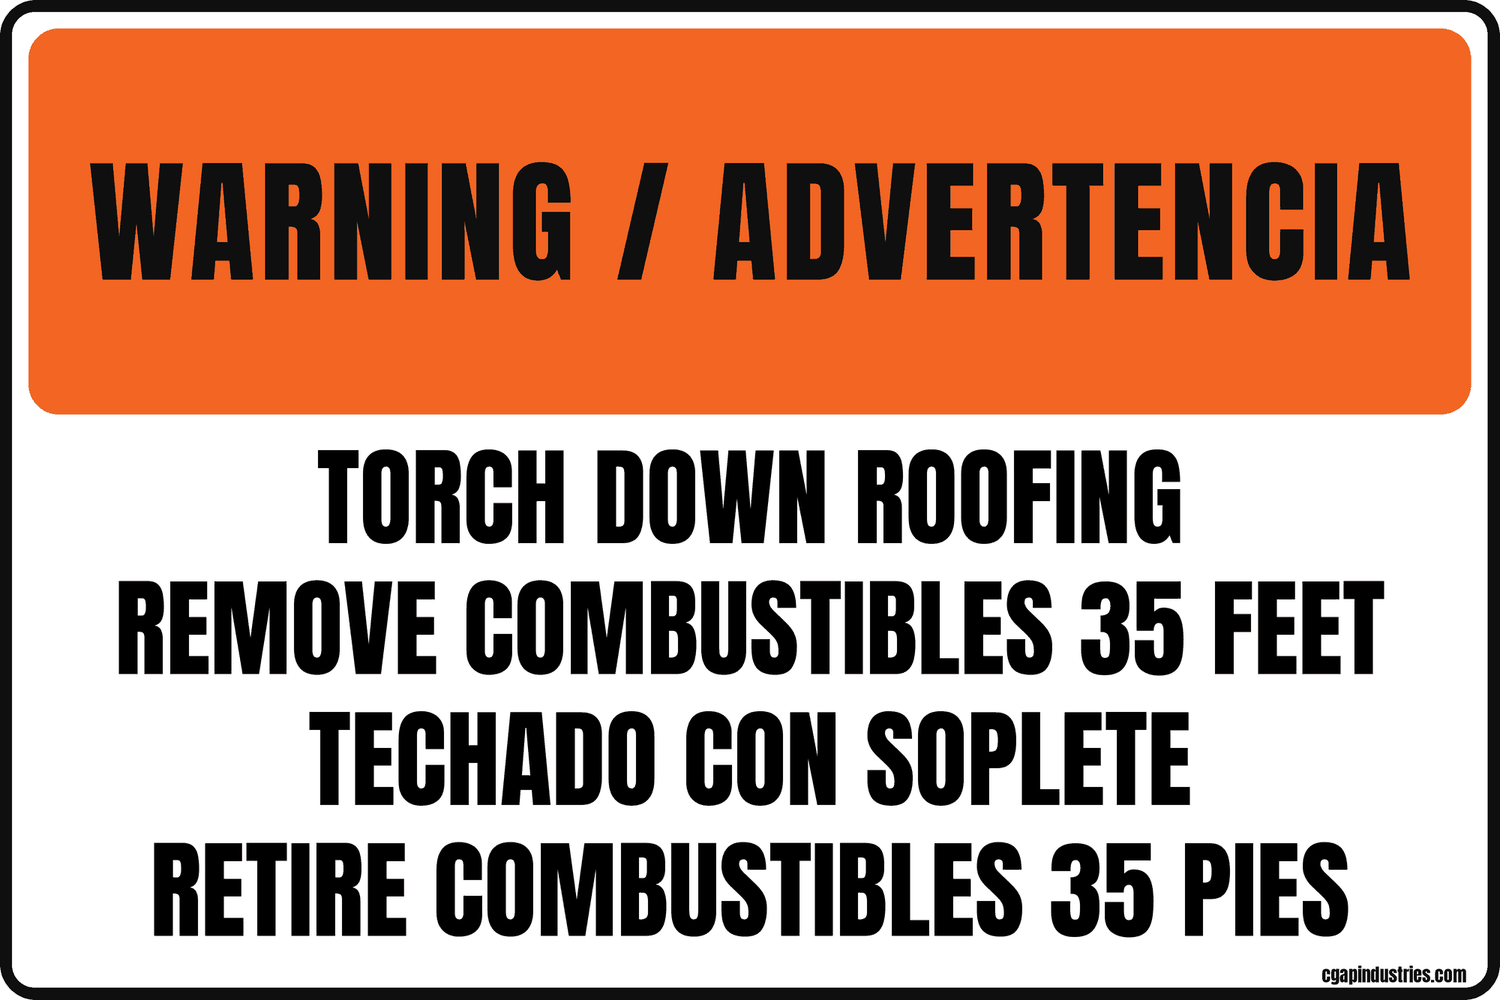 WARNING / ADVERTENCIA
TORCH DOWN ROOFING
REMOVE COMBUSTIBLES 35 FEET
TECHADO CON SOPLETE
RETIRE COMBUSTIBLES 35 PIES
cgapindustries.com